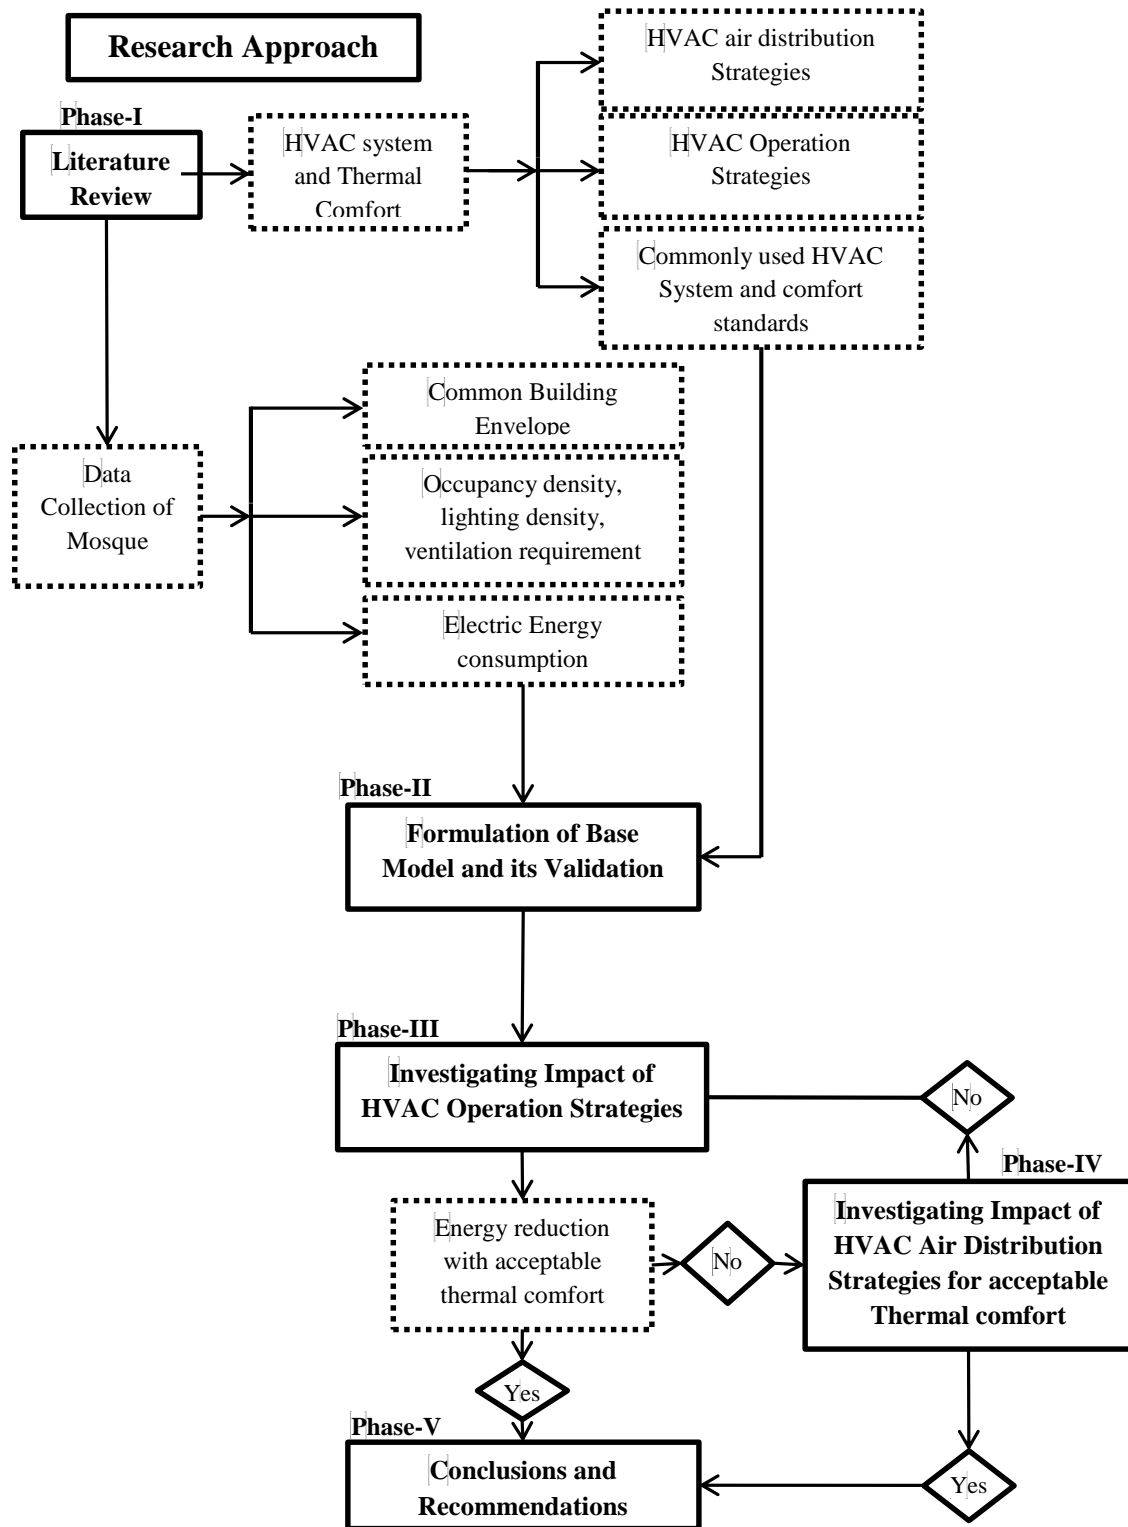 Research Approach
HVAC air distribution
Strategies
Phase-I
Literature
Review
HVAC system
and Thermal
Comfort
HVAC Operation
Strategies
Commonly used HVAC
System and comfort
standards
Common Building
Envelope
Data
Collection of
Mosque
Occupancy density,
lighting density,
ventilation requirement
Electric Energy
consumption
Phase-II
Formulation of Base
Model and its Validation
Phase-III
Investigating Impact of
HVAC Operation Strategies
No
Phase-IV
Investigating Impact of
HVAC Air Distribution
Strategies for acceptable
Thermal comfort
Energy reduction
with acceptable
thermal comfort
No
Yes
Phase-V
Conclusions and
Recommendations
Yes